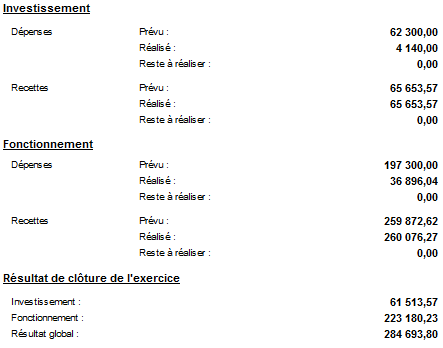 Investissement
Dépenses Prévu : 62 300,00
Réalisé : 4 140,00
Reste à réaliser : 0,00
Recettes Prévu : 65 653,57
Réalisé : 65 653,57
Reste à réaliser : 0,00
Fonctionnement
Dépenses Prévu : 197 300,00
Réalisé : 36 896,04
Reste à réaliser : 0,00
Recettes Prévu : 259 872,62
Réalisé : 260 076,27
Reste à réaliser : 0,00
Résultat de clôture de l'exercice
Investissement : 61 513,57
Fonctionnement : 223 180,23
Résultat global : 284 693,80